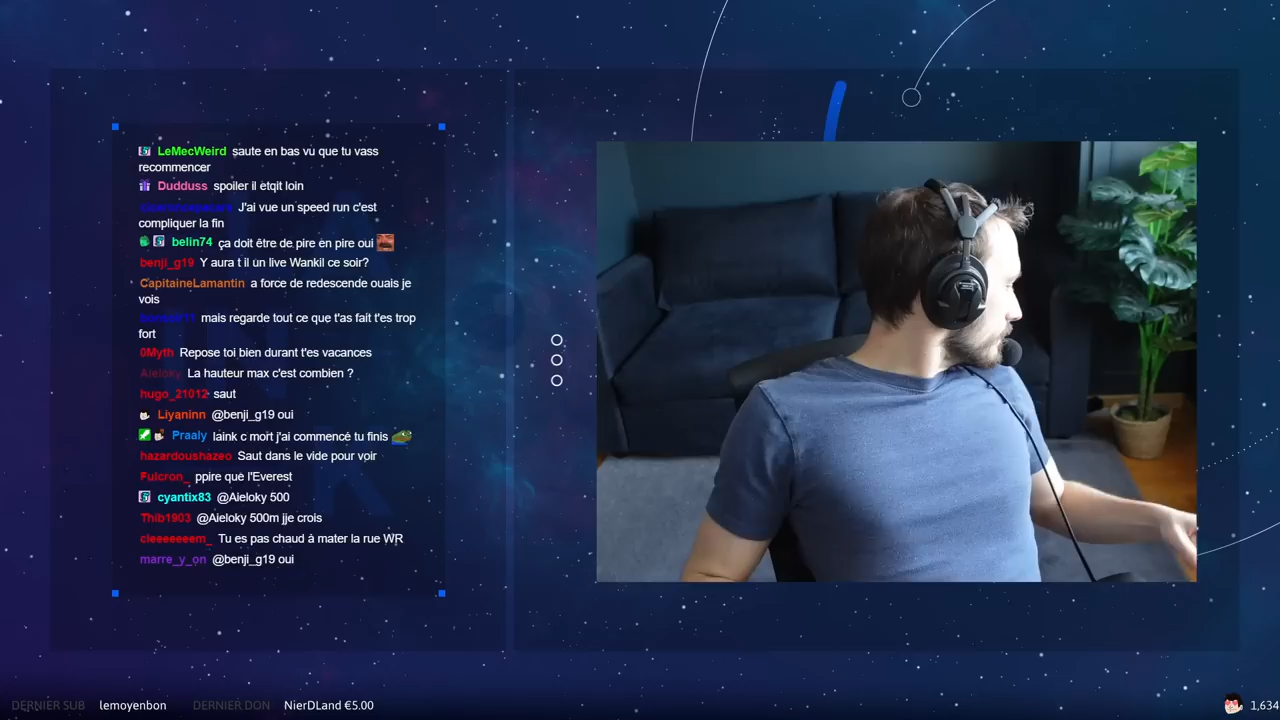 LeMecWeird saute en bas vu que tu vass
recommencer
Dudduss spoiler il etqit loin
J'ai vue un speed run c'est
compliquer la fin
belin74 ça doit être de pire en pire oui
benji_g19 Y aura t il un live Wankil ce soir?
CapitaineLamantin a force de redescende ouais je
vois
mais regarde tout ce que t'as fait t'es trop
fort
0Myth Repose toi bien durant t'es vacances
Aieloky La hauteur max c'est combien ?
hugo_21012 saut
Liyaninn @benji_g19 oui
Praaly laink c mort j'ai commencé tu finis
hazardoushazeo Saut dans le vide pour voir
Fulcron_ ppire que l'Everest
cyantix83 @Aieloky 500
Thib1903 @Aieloky 500m jje crois
cleeeeeeem_ Tu es pas chaud à mater la rue WR
marre_y_on @benji_g19 oui
DERNIER SUB lemoyenbon DERNIER DON NierDLand €5.00
1,634